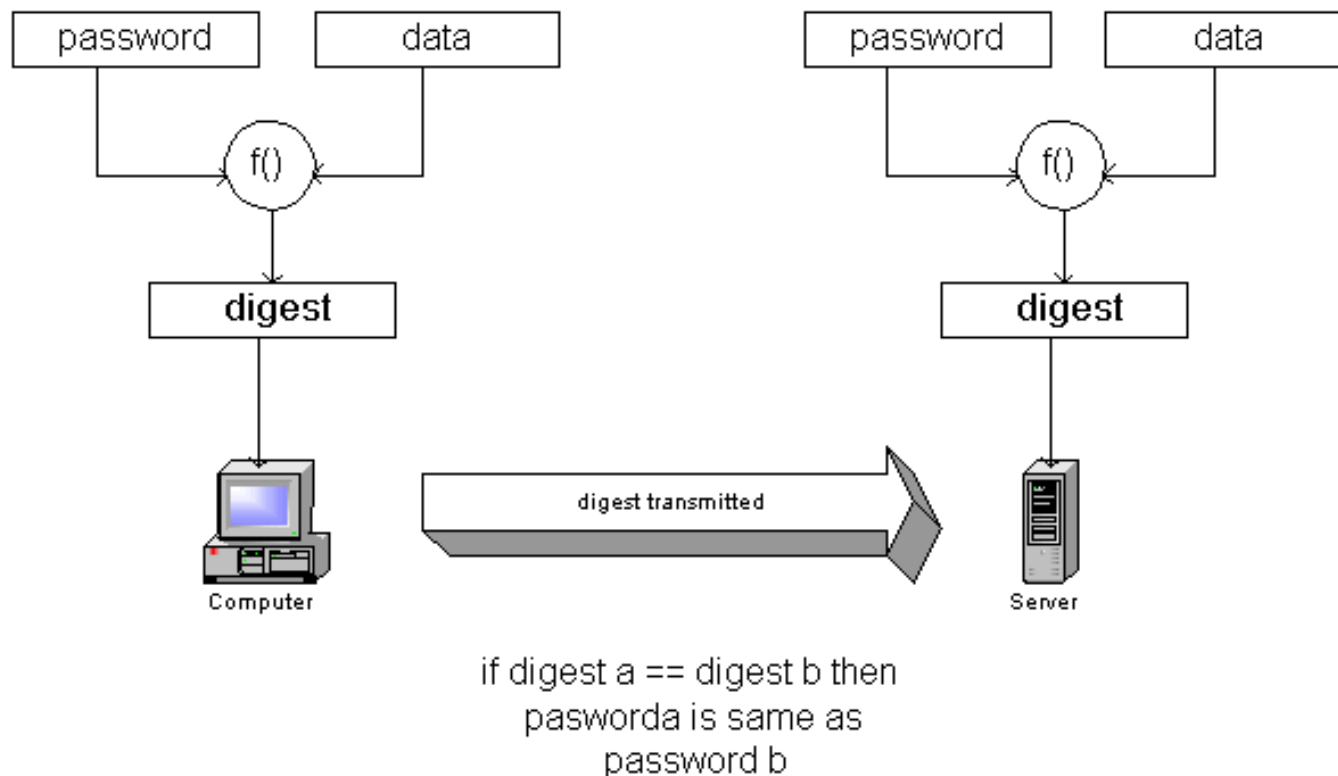 password
data
password
data
f()
f()
digest
digest
digest transmitted
Computer
Server
if digest a == digest b then
pasworda is same as
password b